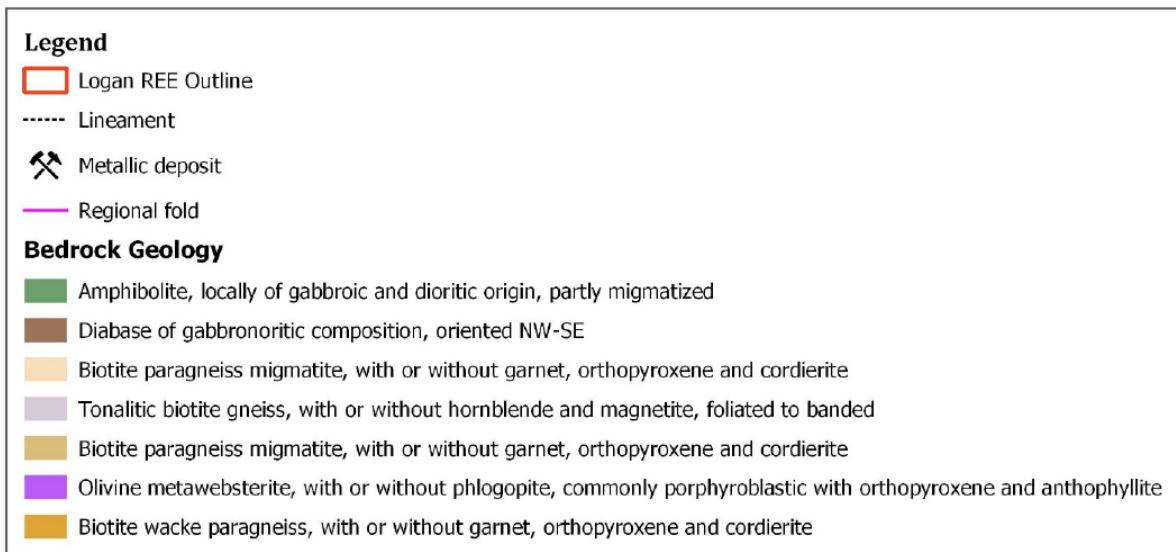 Legend
Logan REE Outline
Lineament
Metallic deposit
Regional fold
Bedrock Geology
Amphibolite, locally of gabbroic and dioritic origin, partly migmatized
Diabase of gabbronoritic composition, oriented NW-SE
Biotite paragneiss migmatite, with or without garnet, orthopyroxene and cordierite
Tonalitic biotite gneiss, with or without hornblende and magnetite, foliated to banded
Biotite paragneiss migmatite, with or without garnet, orthopyroxene and cordierite
Olivine metawebsterite, with or without phlogopite, commonly porphyroblastic with orthopyroxene and anthophyllite
Biotite wacke paragneiss, with or without garnet, orthopyroxene and cordierite